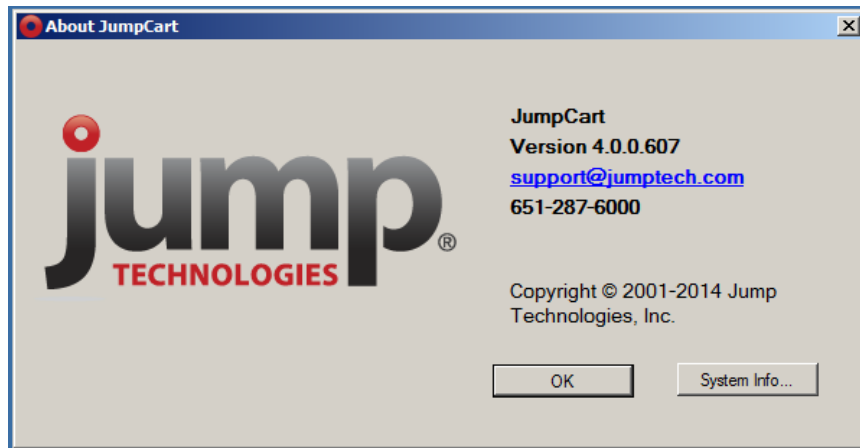 About JumpCart
jump®
TECHNOLOGIES
JumpCart
Version 4.0.0.607
support@jumptech.com
651-287-6000
Copyright © 2001-2014 Jump
Technologies, Inc.
OK
System Info...